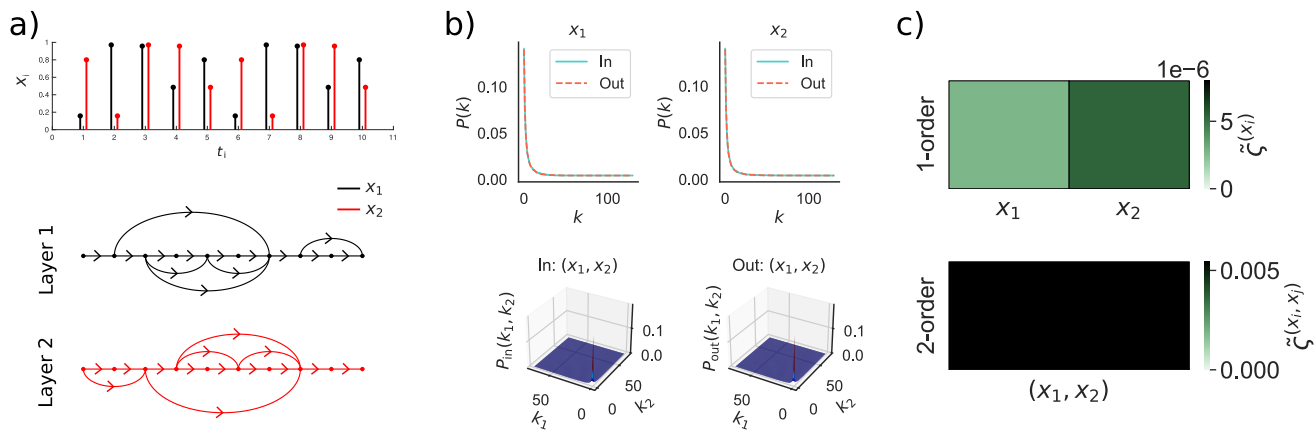 a)
1
0.8
0.6
0.4
0.2
0
x_i
0 1 2 3 4 5 6 7 8 9 10 11
t_i
x_1
x_2
Layer 1
Layer 2
b)
x_1
In
Out
0.10
0.05
0.00
P(k)
0 100
k
x_2
In
Out
0.10
0.05
0.00
P(k)
0 100
k
In: (x_1, x_2)
P_in(k_1, k_2)
0.1
0.0
50
0
k_1
50
0
k_2
Out: (x_1, x_2)
P_out(k_1, k_2)
0.1
0.0
50
0
k_1
50
0
k_2
c)
1e−6
1-order
5
0
ζ̃^(x_i)
x_1 x_2
2-order
0.005
0.000
ζ̃^(x_i, x_j)
(x_1, x_2)